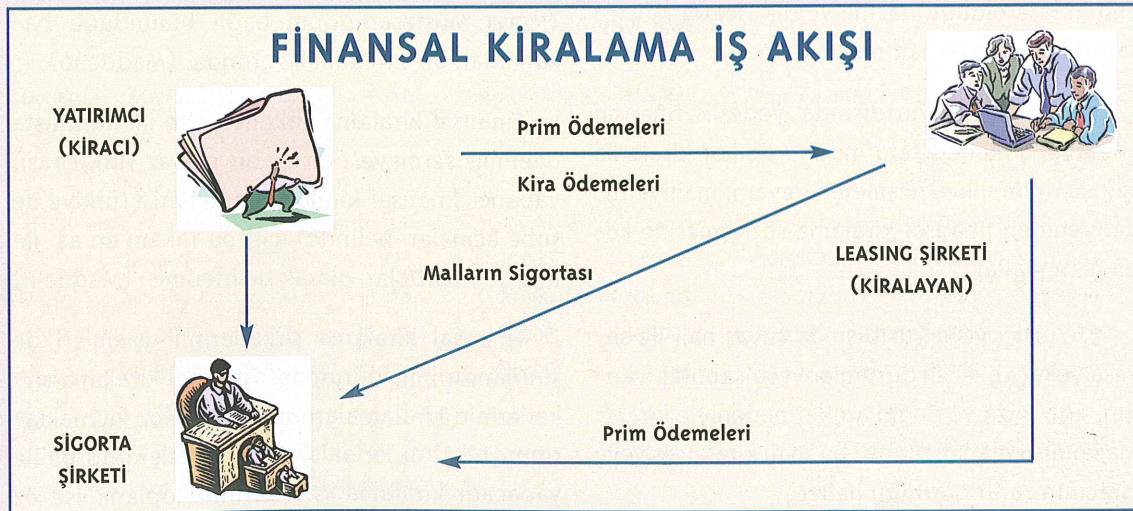 FİNANSAL KİRALAMA İŞ AKIŞI
YATIRIMCI
(KİRACI)
Prim Ödemeleri
Kira Ödemeleri
Malların Sigortası
LEASING ŞİRKETİ
(KİRALAYAN)
SİGORTA
ŞİRKETİ
Prim Ödemeleri